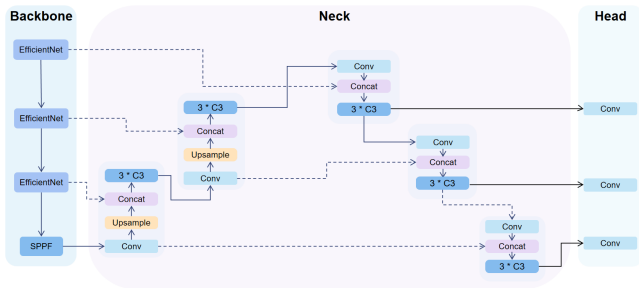 Backbone
Neck
Head
EfficientNet
EfficientNet
EfficientNet
SPPF
3 * C3
Concat
Upsample
Conv
3 * C3
Concat
Upsample
Conv
Conv
Concat
3 * C3
Conv
Concat
3 * C3
Conv
Concat
3 * C3
Conv
Conv
Conv